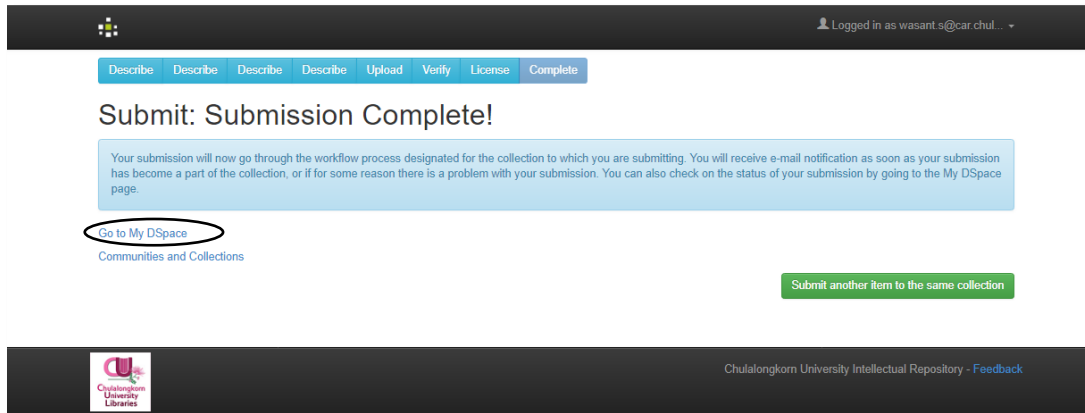 Logged in as wasant.s@car.chul...
Describe Describe Describe Describe Upload Verify License Complete
Submit: Submission Complete!
Your submission will now go through the workflow process designated for the collection to which you are submitting. You will receive e-mail notification as soon as your submission
has become a part of the collection, or if for some reason there is a problem with your submission. You can also check on the status of your submission by going to the My DSpace
page.
Go to My DSpace
Communities and Collections
Submit another item to the same collection
CU
Chulalongkorn
University
Libraries
Chulalongkorn University Intellectual Repository - Feedback